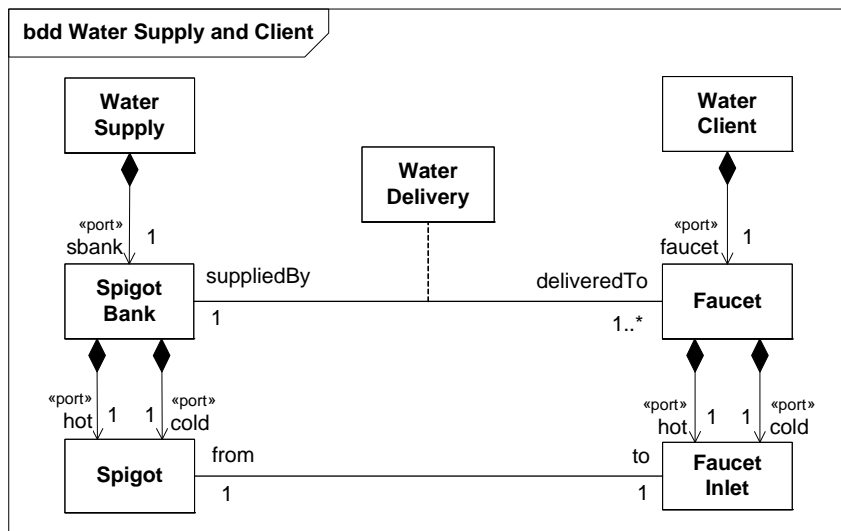 bdd Water Supply and Client
Water
Supply
Water
Client
Water
Delivery
«port»
sbank
1
«port»
faucet
1
Spigot
Bank
suppliedBy
1
deliveredTo
1..*
Faucet
«port»
hot
1
1
«port»
cold
«port»
hot
1
1
«port»
cold
Spigot
from
1
to
1
Faucet
Inlet